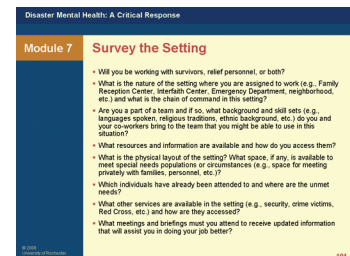 Disaster Mental Health: A Critical Response
Module 7
Survey the Setting
• Will you be working with survivors, relief personnel, or both?
• What is the nature of the setting where you are assigned to work (e.g., Family
Reception Center, Interfaith Center, Emergency Department, neighborhood,
etc.) and what is the chain of command in this setting?
• Are you a part of a team and if so, what background and skill sets (e.g.,
languages spoken, religious traditions, ethnic background, etc.) do you and
your co-workers bring to the team that you might be able to use in this
situation?
• What resources and information are available and how do you access them?
• What is the physical layout of the setting? What space, if any, is available to
meet special needs populations or circumstances (e.g., space for meeting
privately with families, personnel, etc.)?
• Which individuals have already been attended to and where are the unmet
needs?
• What other services are available in the setting (e.g., security, crime victims,
Red Cross, etc.) and how are they accessed?
• What meetings and briefings must you attend to receive updated information
that will assist you in doing your job better?
University of Rochester